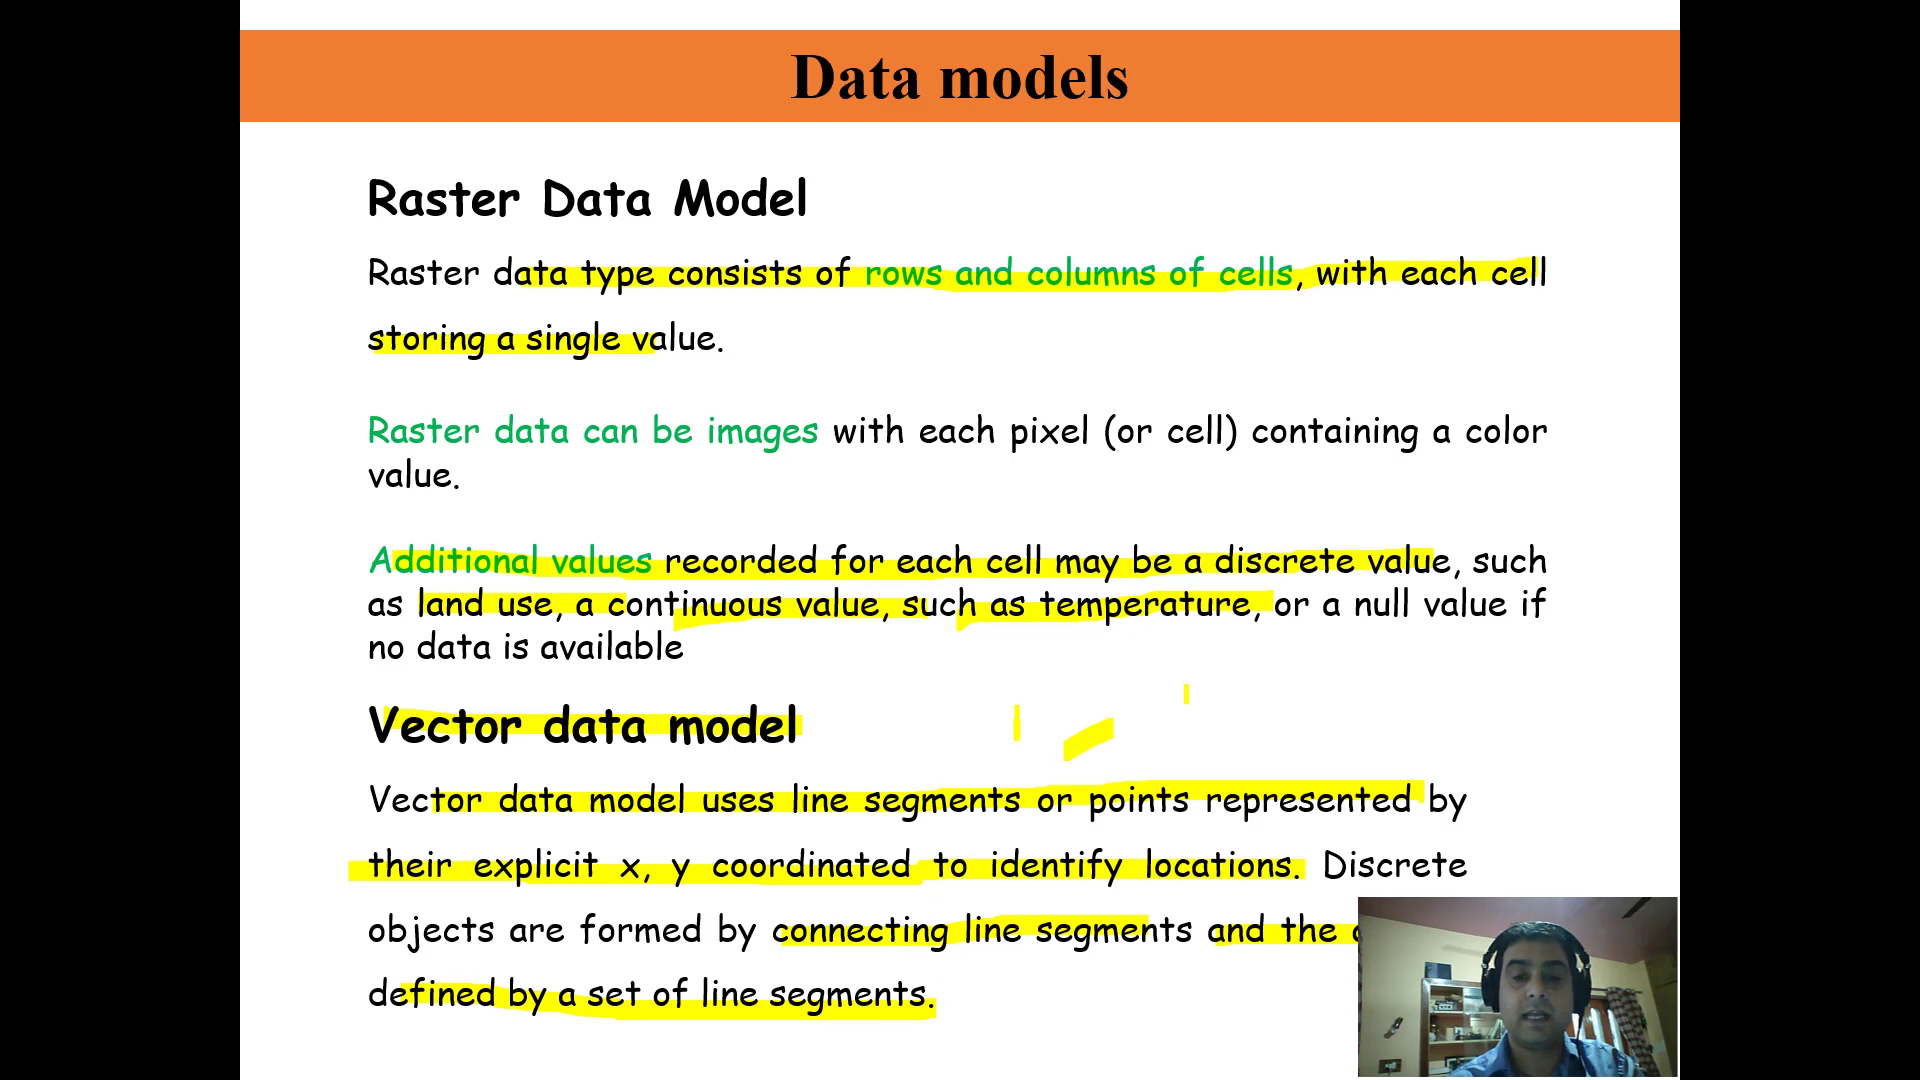 Data models
Raster Data Model
Raster data type consists of rows and columns of cells, with each cell
storing a single value.
Raster data can be images with each pixel (or cell) containing a color
value.
Additional values recorded for each cell may be a discrete value, such
as land use, a continuous value, such as temperature, or a null value if
no data is available
Vector data model
Vector data model uses line segments or points represented by
their explicit x, y coordinated to identify locations. Discrete
objects are formed by connecting line segments and the
defined by a set of line segments.